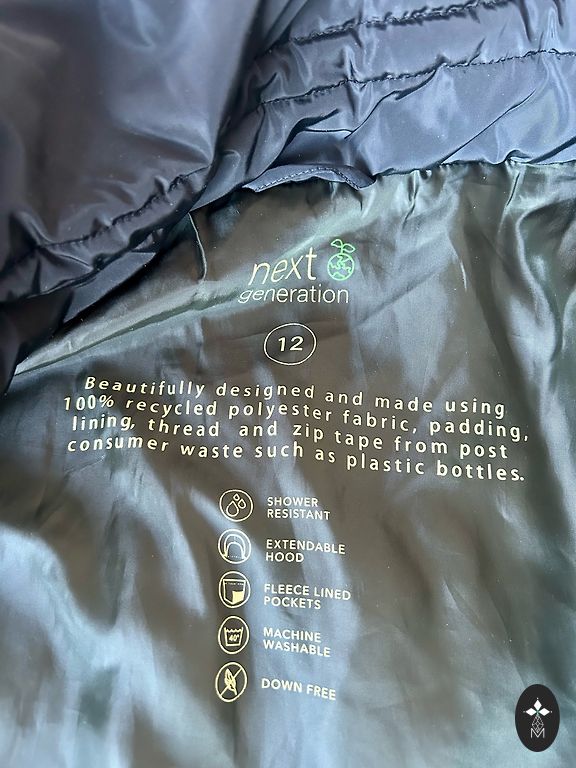 next
generation
12
Beautifully designed and made using
100% recycled polyester fabric, padding,
lining, thread and zip tape from post
consumer waste such as plastic bottles.
SHOWER
RESISTANT
EXTENDABLE
HOOD
FLEECE LINED
POCKETS
40°
MACHINE
WASHABLE
DOWN FREE
M